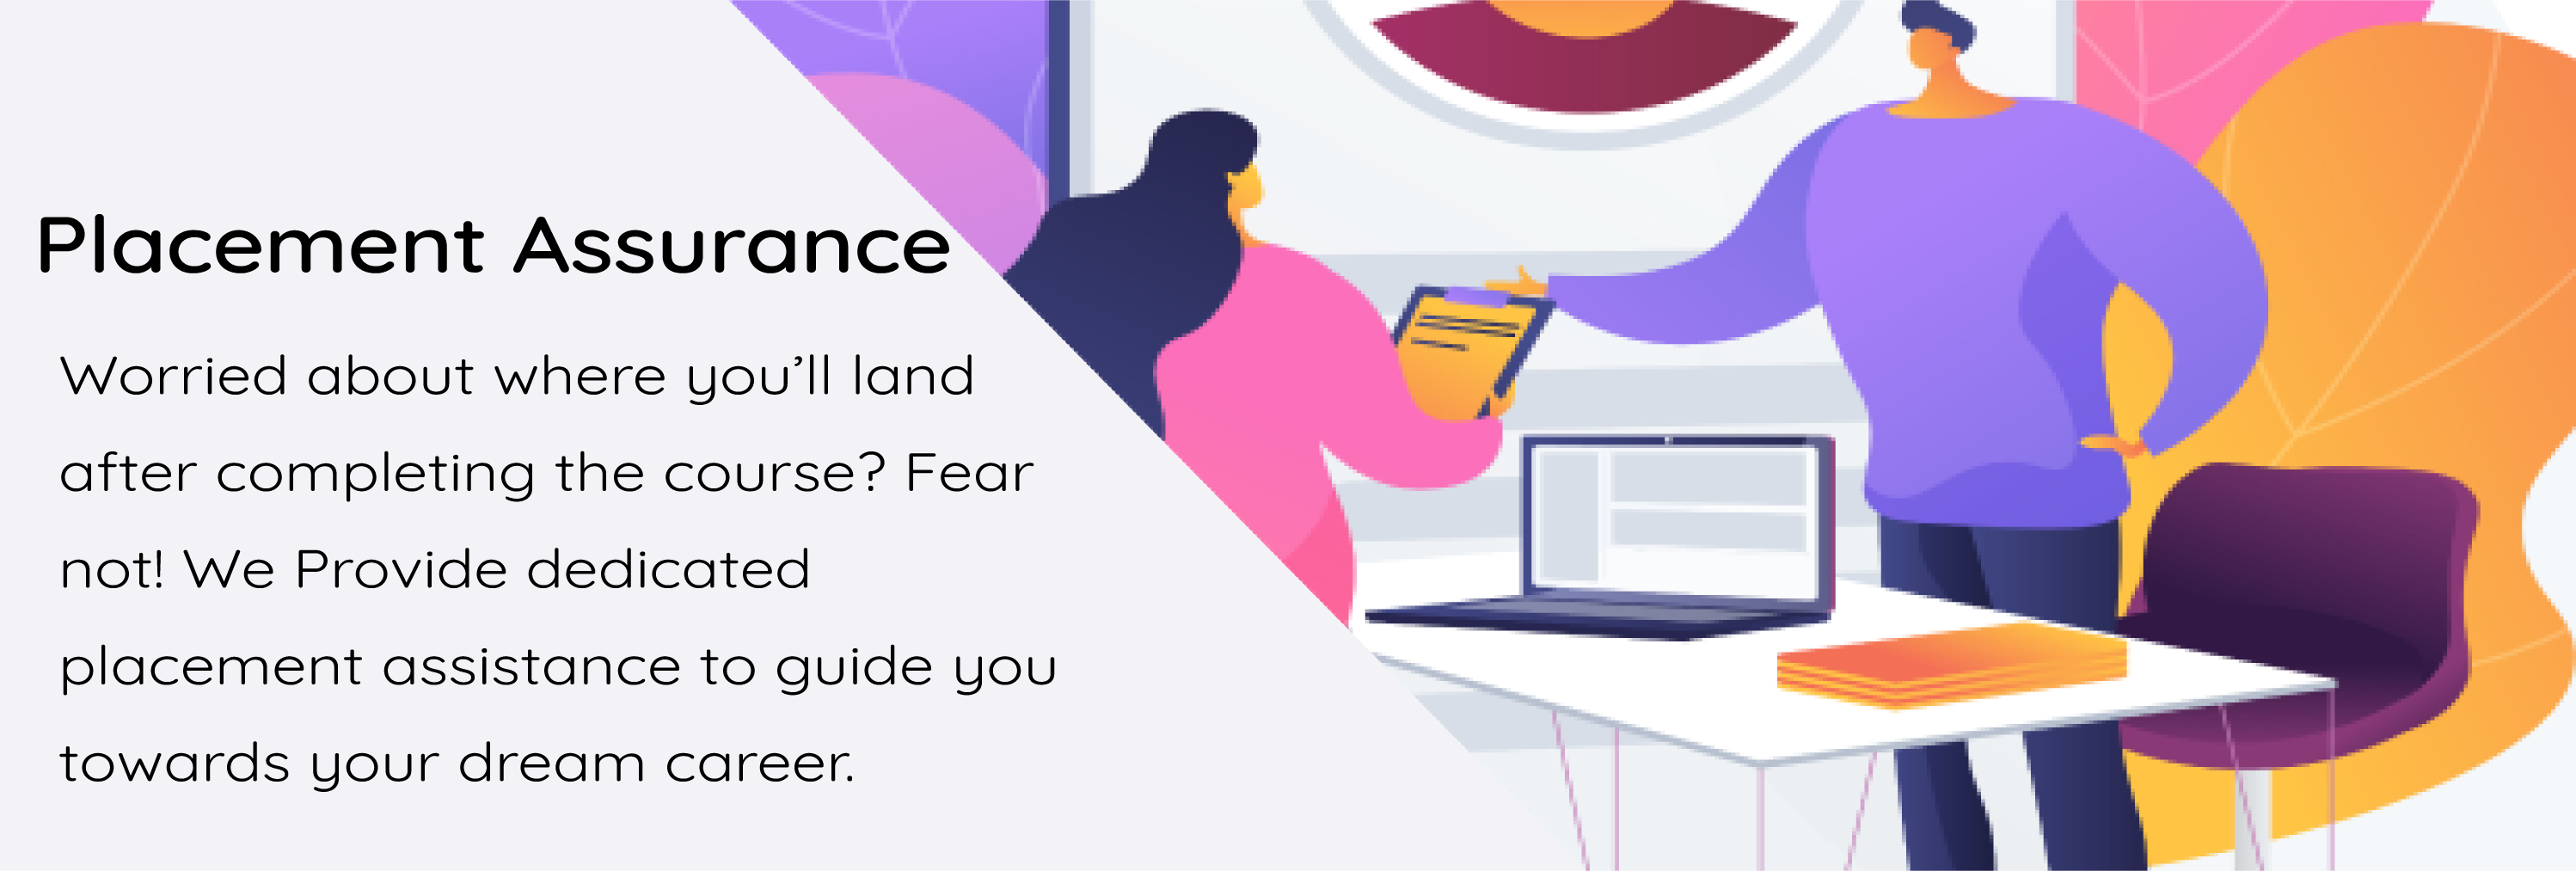 Placement Assurance
Worried about where you’ll land
after completing the course? Fear
not! We Provide dedicated
placement assistance to guide you
towards your dream career.